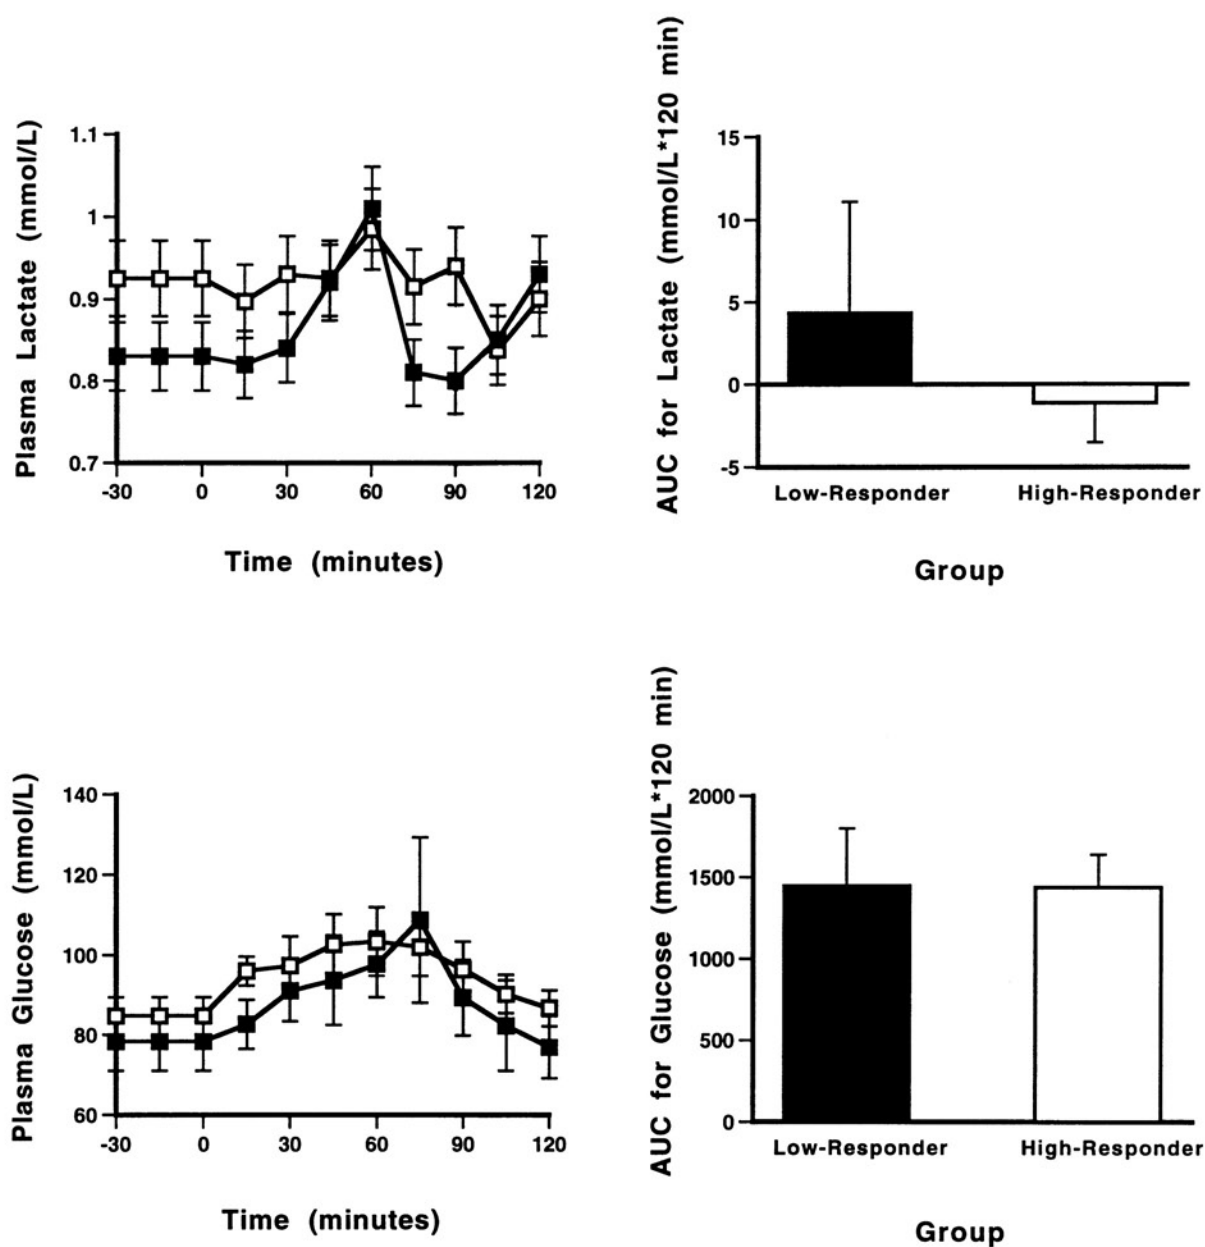 Plasma Lactate (mmol/L)
1.1
1
0.9
0.8
0.7
-30 0 30 60 90 120
Time (minutes)
AUC for Lactate (mmol/L*120 min)
15
10
5
0
-5
Low-Responder High-Responder
Group
Plasma Glucose (mmol/L)
140
120
100
80
60
-30 0 30 60 90 120
Time (minutes)
AUC for Glucose (mmol/L*120 min)
2000
1500
1000
500
0
Low-Responder High-Responder
Group